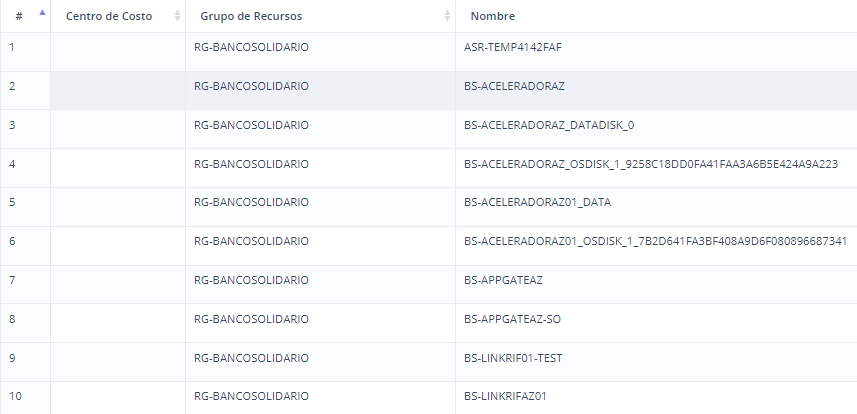 # Centro de Costo Grupo de Recursos Nombre
1 RG-BANCOSOLIDARIO ASR-TEMP4142FAF
2 RG-BANCOSOLIDARIO BS-ACELERADORAZ
3 RG-BANCOSOLIDARIO BS-ACELERADORAZ_DATADISK_0
4 RG-BANCOSOLIDARIO BS-ACELERADORAZ_OSDISK_1_9258C18DD0FA41FAA3A6B5E424A9A223
5 RG-BANCOSOLIDARIO BS-ACELERADORAZ01_DATA
6 RG-BANCOSOLIDARIO BS-ACELERADORAZ01_OSDISK_1_7B2D641FA3BF408A9D6F080896687341
7 RG-BANCOSOLIDARIO BS-APPGATEAZ
8 RG-BANCOSOLIDARIO BS-APPGATEAZ-SO
9 RG-BANCOSOLIDARIO BS-LINKRIF01-TEST
10 RG-BANCOSOLIDARIO BS-LINKRIFAZ01